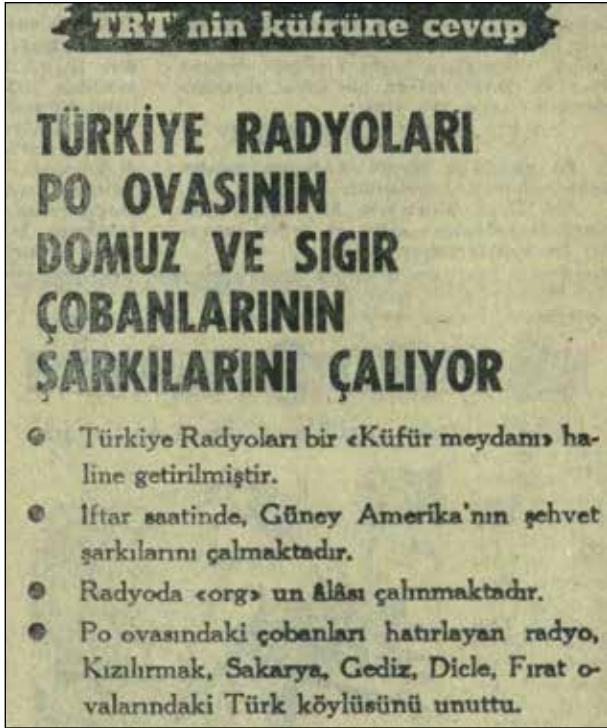 TRT'nin küfrüne cevap
TÜRKİYE RADYOLARI
PO OVASININ
DOMUZ VE SIGIR
ÇOBANLARININ
ŞARKILARINI ÇALIYOR
Türkiye Radyoları bir «Küfür meydanı» ha-
line getirilmiştir.
İftar saatinde, Güney Amerika'nın şehvet
şarkılarını çalmaktadır.
Radyoda «org» un âlâsı çalınmaktadır.
Po ovasındaki çobanları hatırlayan radyo,
Kızılırmak, Sakarya, Gediz, Dicle, Fırat o-
valarındaki Türk köylüsünü unuttu.